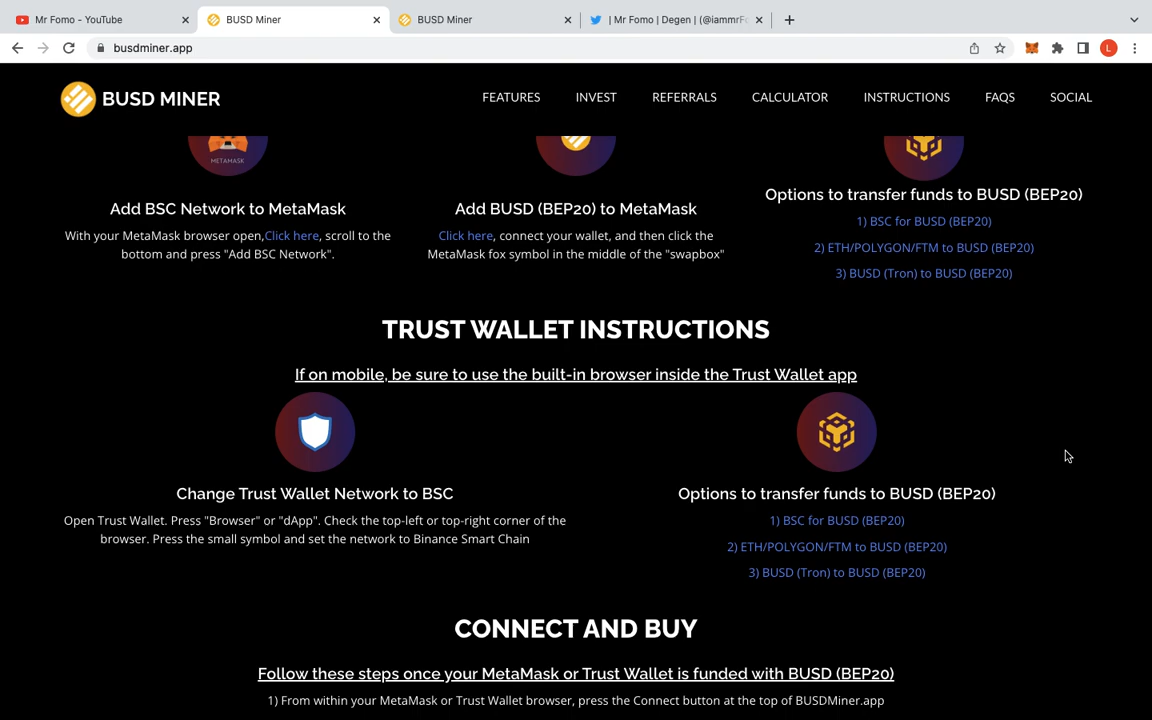 Mr Fomo - YouTube
BUSD Miner
BUSD Miner
| Mr Fomo | Degen | (@iammrFo
busdminer.app
L
BUSD MINER
FEATURES
INVEST
REFERRALS
CALCULATOR
INSTRUCTIONS
FAQS
SOCIAL
METAMASK
Add BSC Network to MetaMask
With your MetaMask browser open,Click here, scroll to the
bottom and press "Add BSC Network".
Add BUSD (BEP20) to MetaMask
Click here, connect your wallet, and then click the
MetaMask fox symbol in the middle of the "swapbox"
Options to transfer funds to BUSD (BEP20)
1) BSC for BUSD (BEP20)
2) ETH/POLYGON/FTM to BUSD (BEP20)
3) BUSD (Tron) to BUSD (BEP20)
TRUST WALLET INSTRUCTIONS
If on mobile, be sure to use the built-in browser inside the Trust Wallet app
Change Trust Wallet Network to BSC
Open Trust Wallet. Press "Browser" or "dApp". Check the top-left or top-right corner of the
browser. Press the small symbol and set the network to Binance Smart Chain
Options to transfer funds to BUSD (BEP20)
1) BSC for BUSD (BEP20)
2) ETH/POLYGON/FTM to BUSD (BEP20)
3) BUSD (Tron) to BUSD (BEP20)
CONNECT AND BUY
Follow these steps once your MetaMask or Trust Wallet is funded with BUSD (BEP20)
1) From within your MetaMask or Trust Wallet browser, press the Connect button at the top of BUSDMiner.app